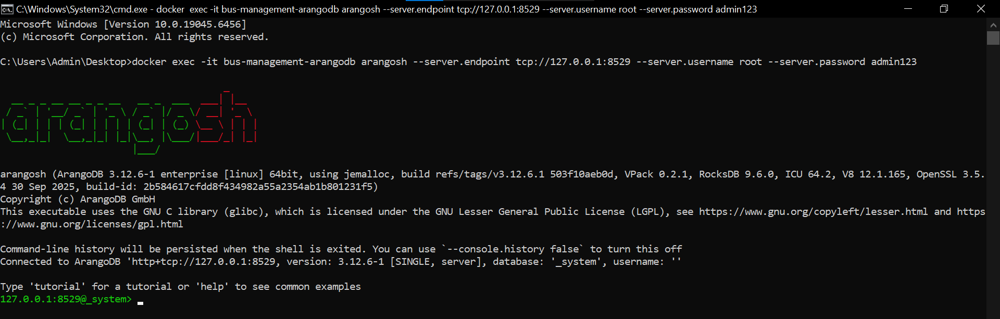 C:\Windows\System32\cmd.exe - docker  exec -it bus-management-arangodb arangosh --server.endpoint tcp://127.0.0.1:8529 --server.username root --server.password admin123
Microsoft Windows [Version 10.0.19045.6456]
(c) Microsoft Corporation. All rights reserved.
C:\Users\Admin\Desktop>docker exec -it bus-management-arangodb arangosh --server.endpoint tcp://127.0.0.1:8529 --server.username root --server.password admin123
arangosh
arangosh (ArangoDB 3.12.6-1 enterprise [linux] 64bit, using jemalloc, build refs/tags/v3.12.6.1 503f10aeb0d, VPack 0.2.1, RocksDB 9.6.0, ICU 64.2, V8 12.1.165, OpenSSL 3.5.
4 30 Sep 2025, build-id: 2b584617cfdd8f434982a55a2354ab1b801231f5)
Copyright (c) ArangoDB GmbH
This executable uses the GNU C library (glibc), which is licensed under the GNU Lesser General Public License (LGPL), see https://www.gnu.org/copyleft/lesser.html and https
://www.gnu.org/licenses/gpl.html
Command-line history will be persisted when the shell is exited. You can use `--console.history false` to turn this off
Connected to ArangoDB 'http+tcp://127.0.0.1:8529, version: 3.12.6-1 [SINGLE, server], database: '_system', username: ''
Type 'tutorial' for a tutorial or 'help' to see common examples
127.0.0.1:8529@_system>